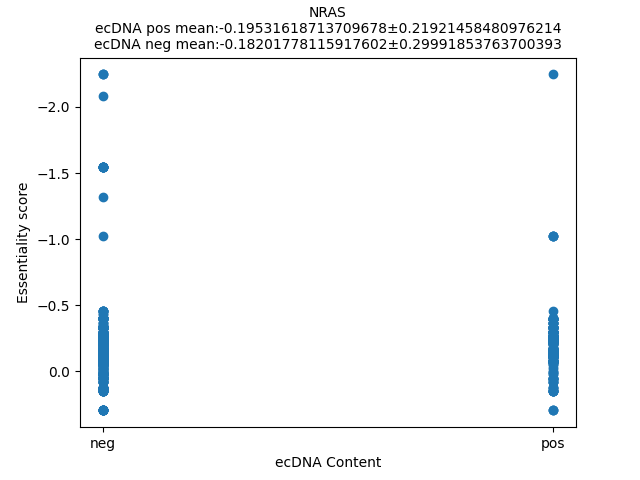 NRAS
ecDNA pos mean:-0.19531618713709678±0.21921458480976214
ecDNA neg mean:-0.18201778115917602±0.29991853763700393
−2.0
−1.5
−1.0
−0.5
0.0
Essentiality score
neg
pos
ecDNA Content